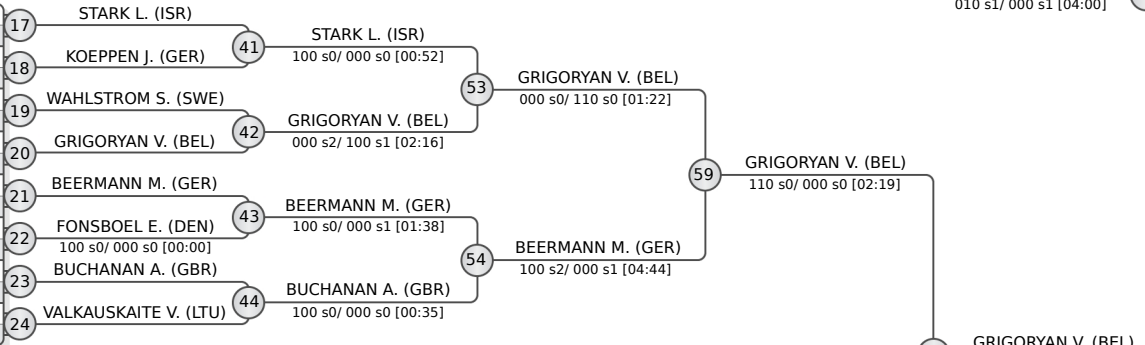 010 s1/ 000 s1 [04:00]
17
STARK L. (ISR)
18
KOEPPEN J. (GER)
41
STARK L. (ISR)
100 s0/ 000 s0 [00:52]
19
WAHLSTROM S. (SWE)
20
GRIGORYAN V. (BEL)
42
GRIGORYAN V. (BEL)
000 s2/ 100 s1 [02:16]
53
GRIGORYAN V. (BEL)
000 s0/ 110 s0 [01:22]
21
BEERMANN M. (GER)
22
FONSBOEL E. (DEN)
100 s0/ 000 s0 [00:00]
43
BEERMANN M. (GER)
100 s0/ 000 s1 [01:38]
23
BUCHANAN A. (GBR)
24
VALKAUSKAITE V. (LTU)
44
BUCHANAN A. (GBR)
100 s0/ 000 s0 [00:35]
54
BEERMANN M. (GER)
100 s2/ 000 s1 [04:44]
59
GRIGORYAN V. (BEL)
110 s0/ 000 s0 [02:19]
GRIGORYAN V. (BEL)